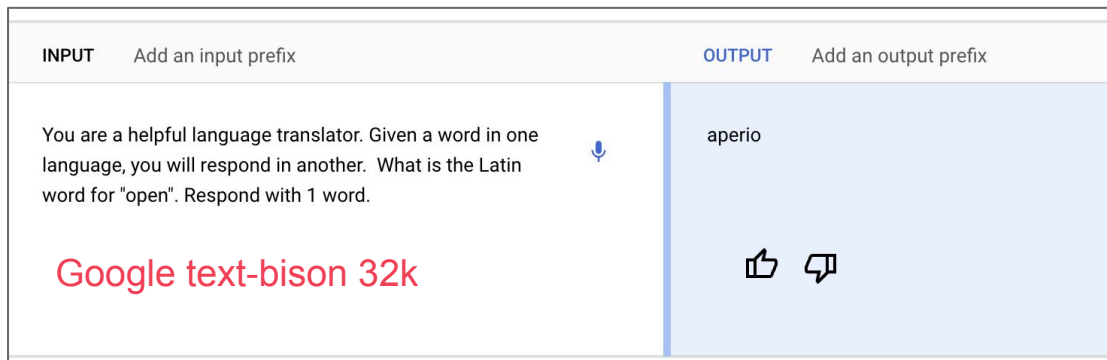 INPUT Add an input prefix OUTPUT Add an output prefix
You are a helpful language translator. Given a word in one
language, you will respond in another.  What is the Latin
word for "open". Respond with 1 word.
aperio
Google text-bison 32k